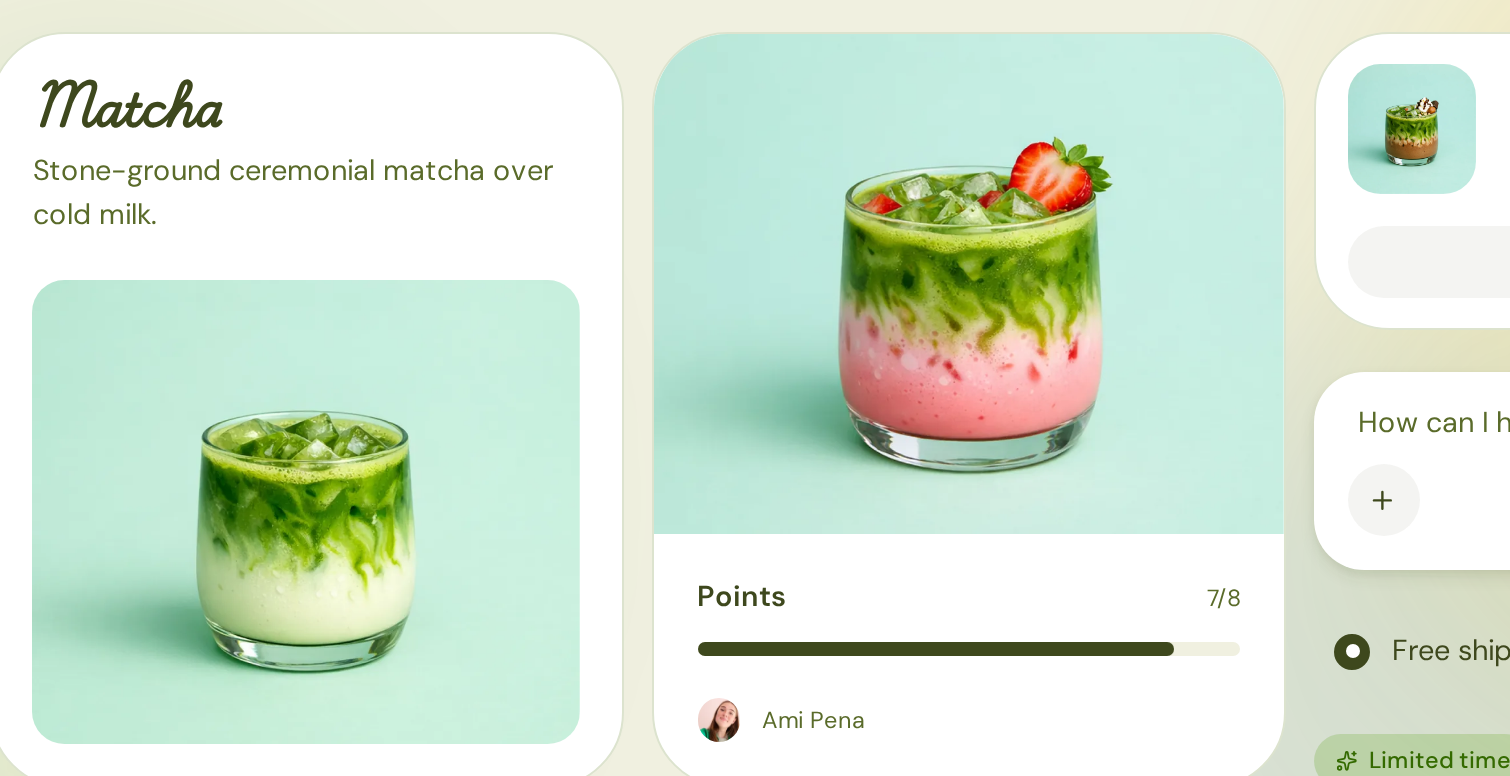 Matcha
Stone-ground ceremonial matcha over
cold milk.
Points
7/8
Ami Pena
How can I h
Free ship
Limited time